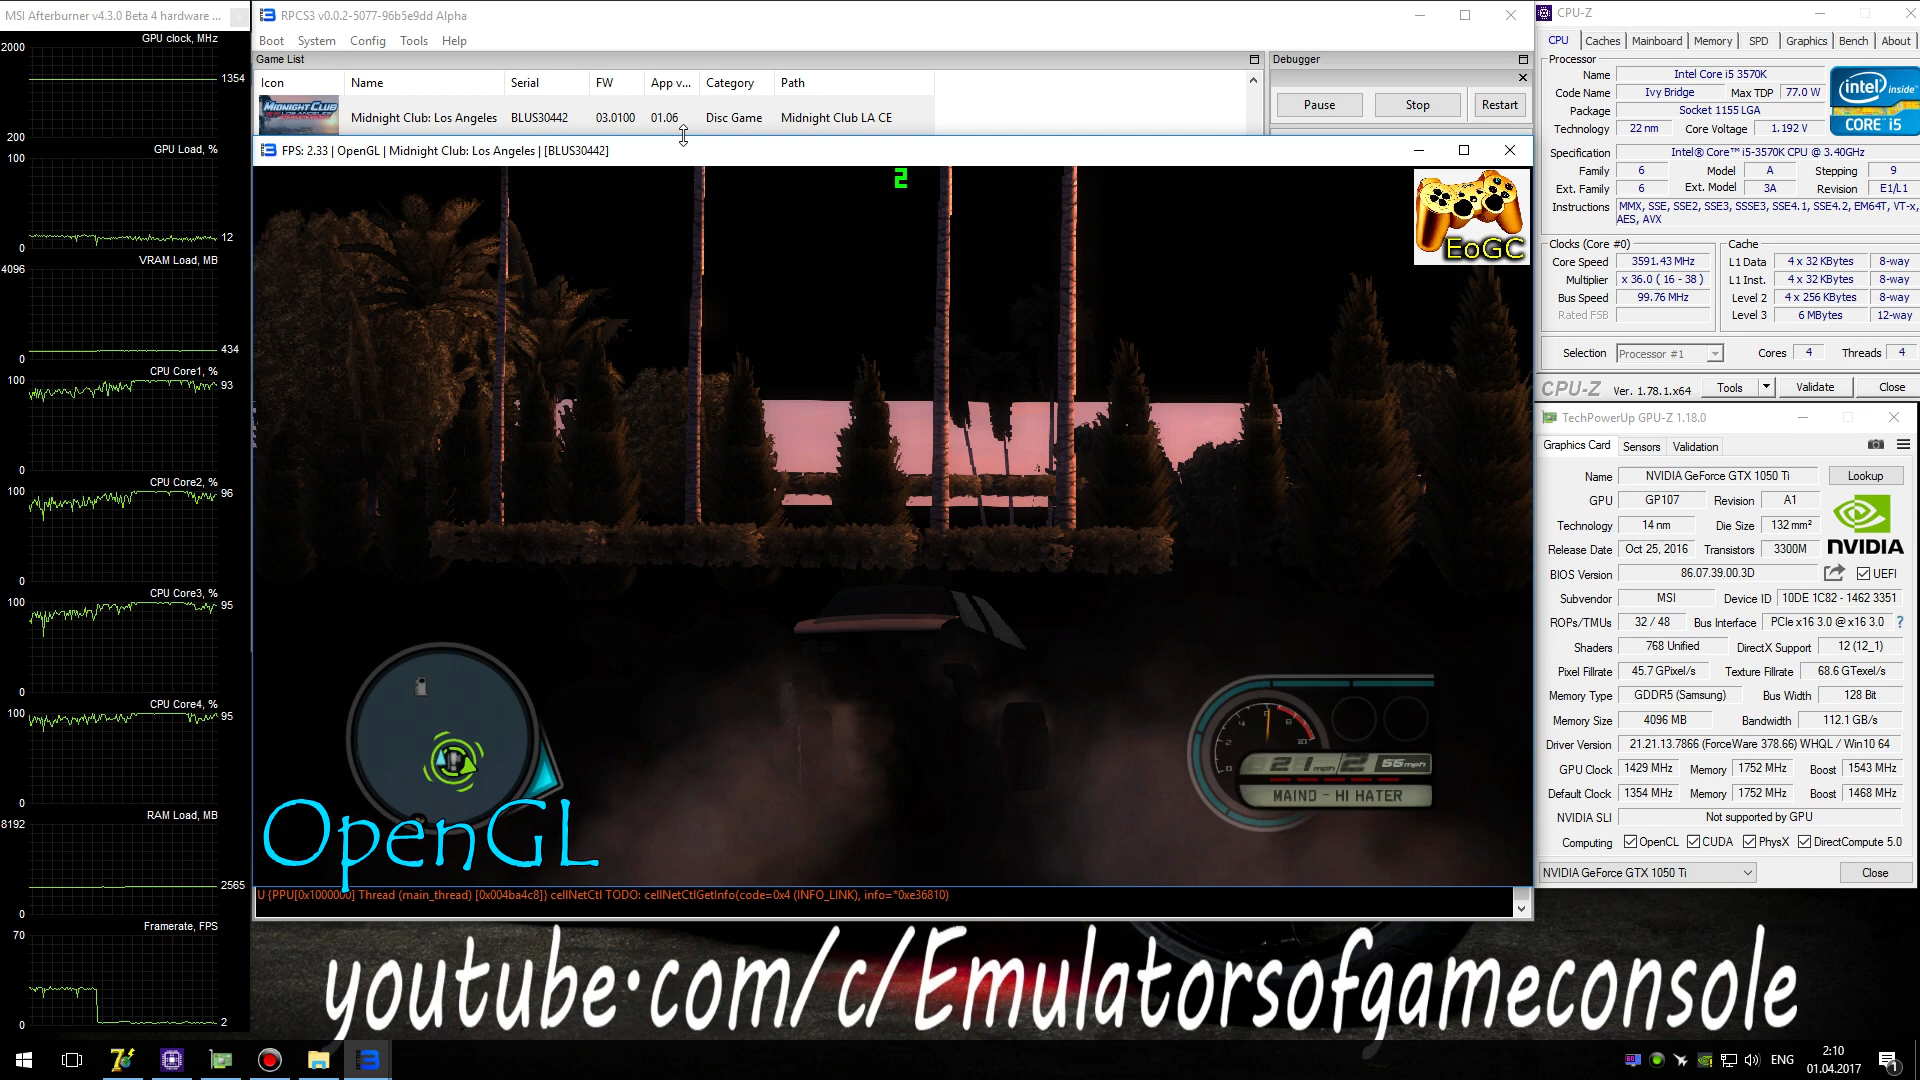 MSI Afterburner v4.3.0 Beta 4 hardware ...
GPU clock, MHz
2000
1354
200
GPU Load, %
100
12
0
VRAM Load, MB
4096
434
0
CPU Core1, %
100
93
0
CPU Core2, %
100
96
0
CPU Core3, %
100
95
0
CPU Core4, %
100
95
0
RAM Load, MB
8192
2565
0
Framerate, FPS
70
2
0
RPCS3 v0.0.2-5077-96b5e9dd Alpha
Boot System Config Tools Help
Game List
Icon Name Serial FW App v... Category Path
MIDNIGHT CLUB
Midnight Club: Los Angeles BLUS30442 03.0100 01.06 Disc Game Midnight Club LA CE
Debugger
Pause Stop Restart
FPS: 2.33 | OpenGL | Midnight Club: Los Angeles | [BLUS30442]
2
EoGC
21mph 2 55mph
MAINO - HI HATER
OpenGL
U {PPU[0x1000000] Thread (main_thread) [0x004ba4c8]} cellNetCtl TODO: cellNetCtlGetInfo(code=0x4 (INFO_LINK), info=*0xe36810)
youtube.com/c/Emulatorsofgameconsole
CPU-Z
CPU Caches Mainboard Memory SPD Graphics Bench About
Processor
Name Intel Core i5 3570K
Code Name Ivy Bridge Max TDP 77.0 W
Package Socket 1155 LGA
Technology 22 nm Core Voltage 1.192 V
intel inside™
CORE i5
Specification Intel® Core™ i5-3570K CPU @ 3.40GHz
Family 6 Model A Stepping 9
Ext. Family 6 Ext. Model 3A Revision E1/L1
Instructions MMX, SSE, SSE2, SSE3, SSSE3, SSE4.1, SSE4.2, EM64T, VT-x,
AES, AVX
Clocks (Core #0) Cache
Core Speed 3591.43 MHz L1 Data 4 x 32 KBytes 8-way
Multiplier x 36.0 ( 16 - 38 ) L1 Inst. 4 x 32 KBytes 8-way
Bus Speed 99.76 MHz Level 2 4 x 256 KBytes 8-way
Rated FSB Level 3 6 MBytes 12-way
Selection Processor #1 Cores 4 Threads 4
CPU-Z Ver. 1.78.1.x64 Tools Validate Close
TechPowerUp GPU-Z 1.18.0
Graphics Card Sensors Validation
Name NVIDIA GeForce GTX 1050 Ti Lookup
GPU GP107 Revision A1
Technology 14 nm Die Size 132 mm²
Release Date Oct 25, 2016 Transistors 3300M
NVIDIA
BIOS Version 86.07.39.00.3D UEFI
Subvendor MSI Device ID 10DE 1C82 - 1462 3351
ROPs/TMUs 32 / 48 Bus Interface PCIe x16 3.0 @ x16 3.0 ?
Shaders 768 Unified DirectX Support 12 (12_1)
Pixel Fillrate 45.7 GPixel/s Texture Fillrate 68.6 GTexel/s
Memory Type GDDR5 (Samsung) Bus Width 128 Bit
Memory Size 4096 MB Bandwidth 112.1 GB/s
Driver Version 21.21.13.7866 (ForceWare 378.66) WHQL / Win10 64
GPU Clock 1429 MHz Memory 1752 MHz Boost 1543 MHz
Default Clock 1354 MHz Memory 1752 MHz Boost 1468 MHz
NVIDIA SLI Not supported by GPU
Computing OpenCL CUDA PhysX DirectCompute 5.0
NVIDIA GeForce GTX 1050 Ti Close
ENG
2:10
01.04.2017
1